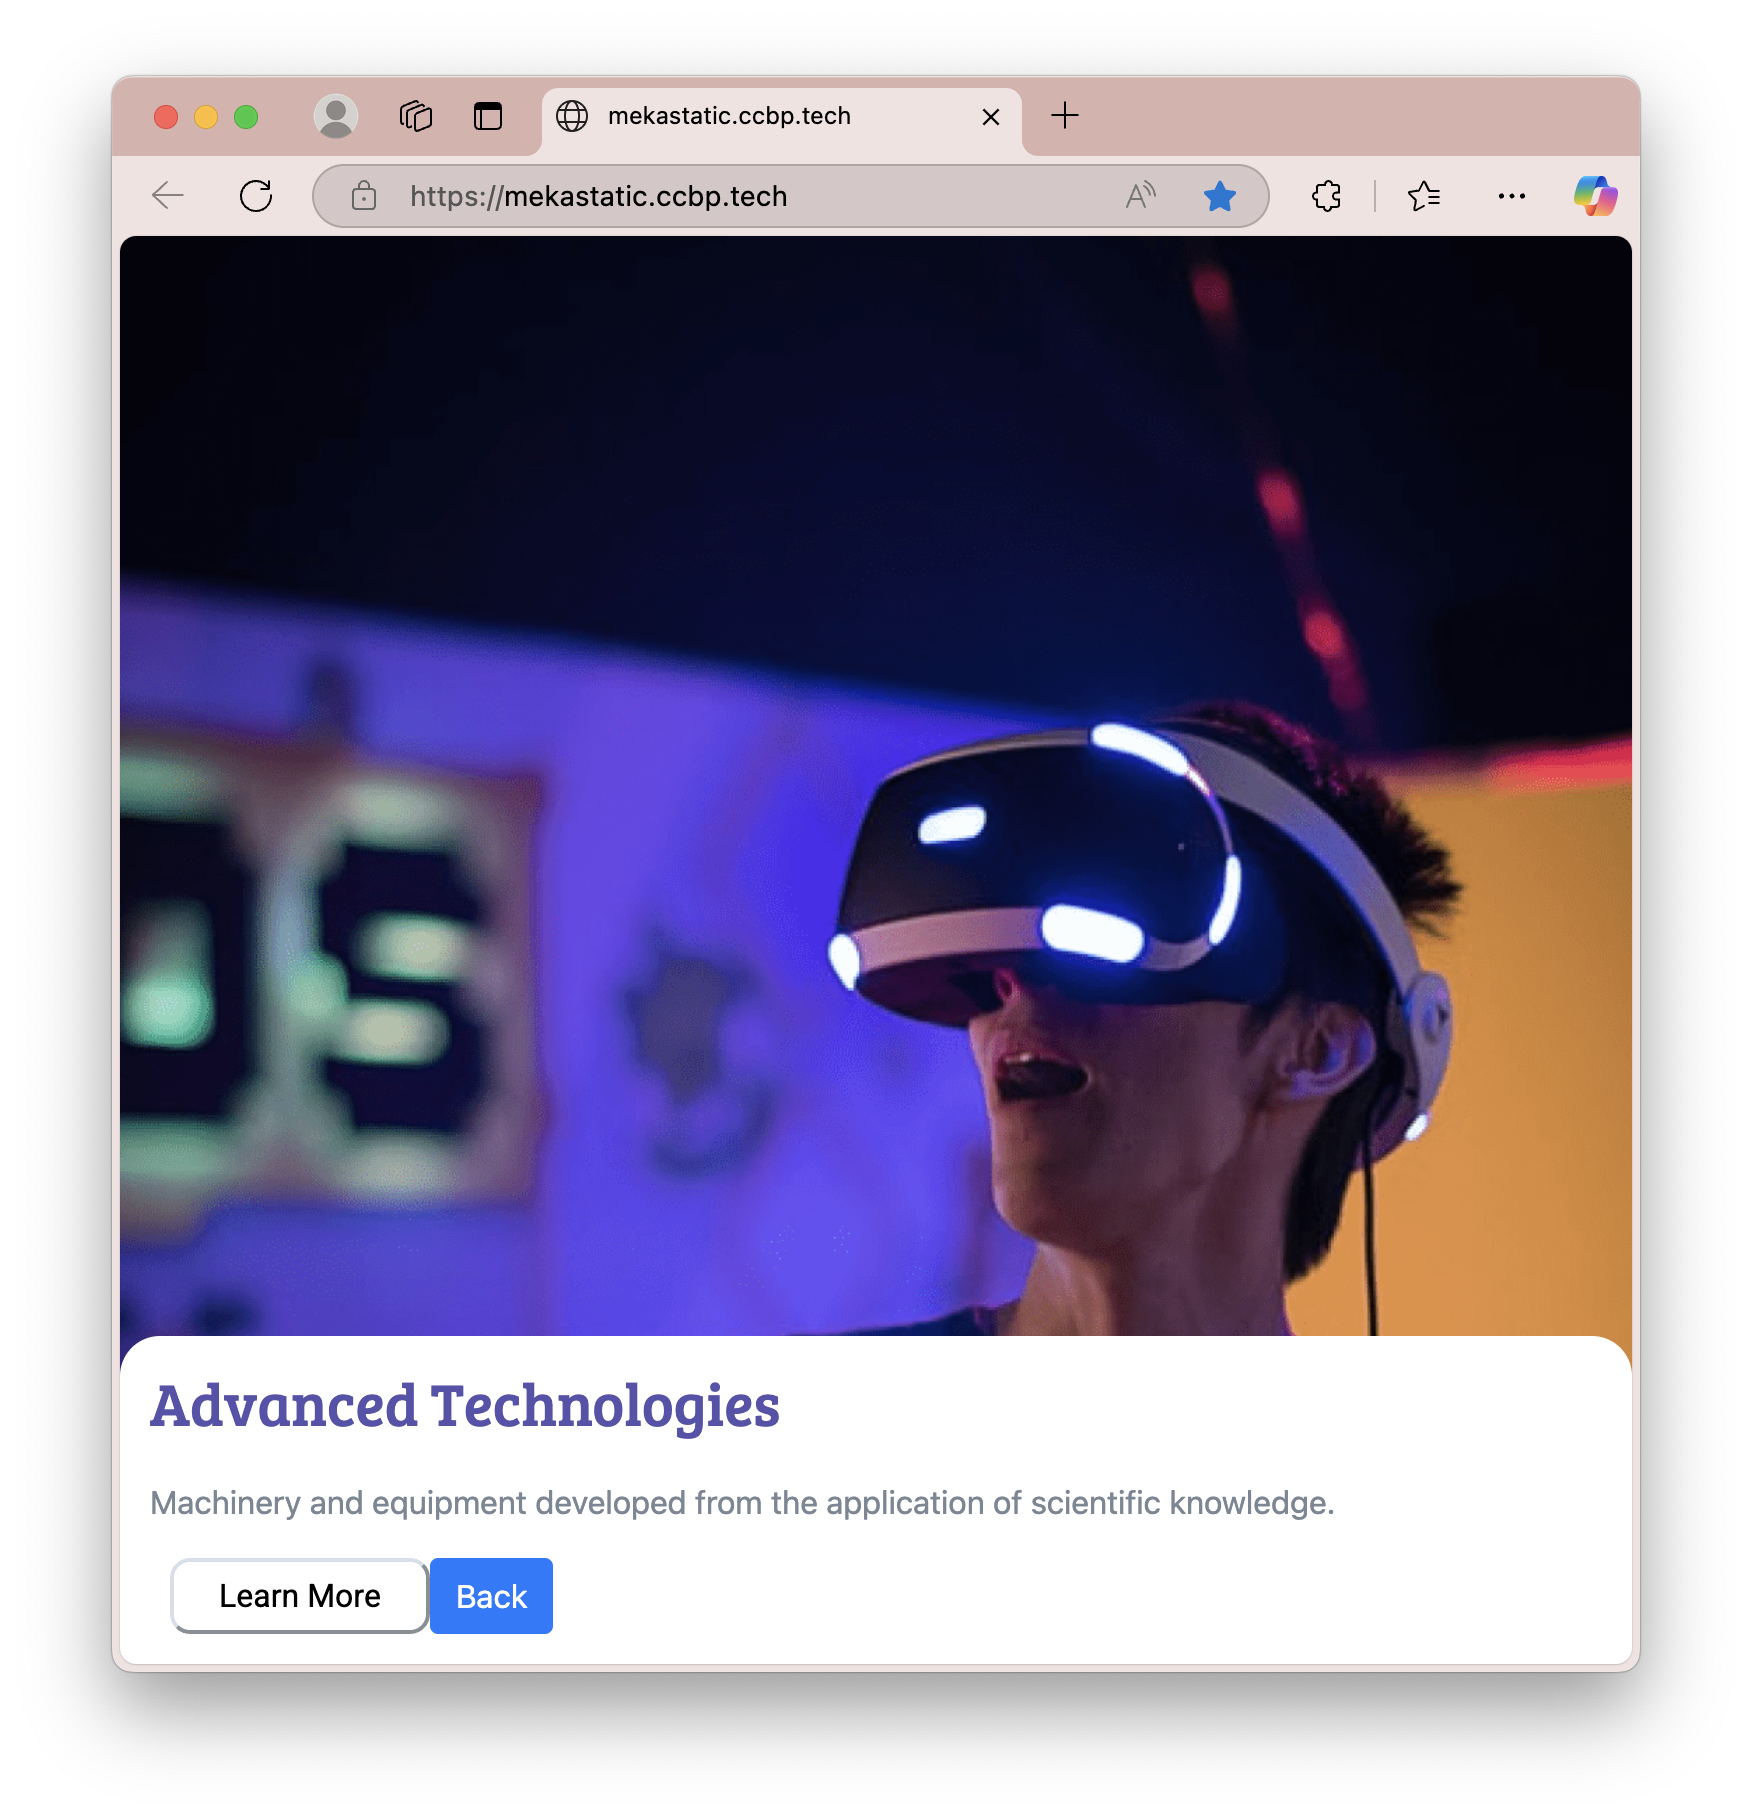 mekastatic.ccbp.tech
https://mekastatic.ccbp.tech
Advanced Technologies
Machinery and equipment developed from the application of scientific knowledge.
Learn More
Back